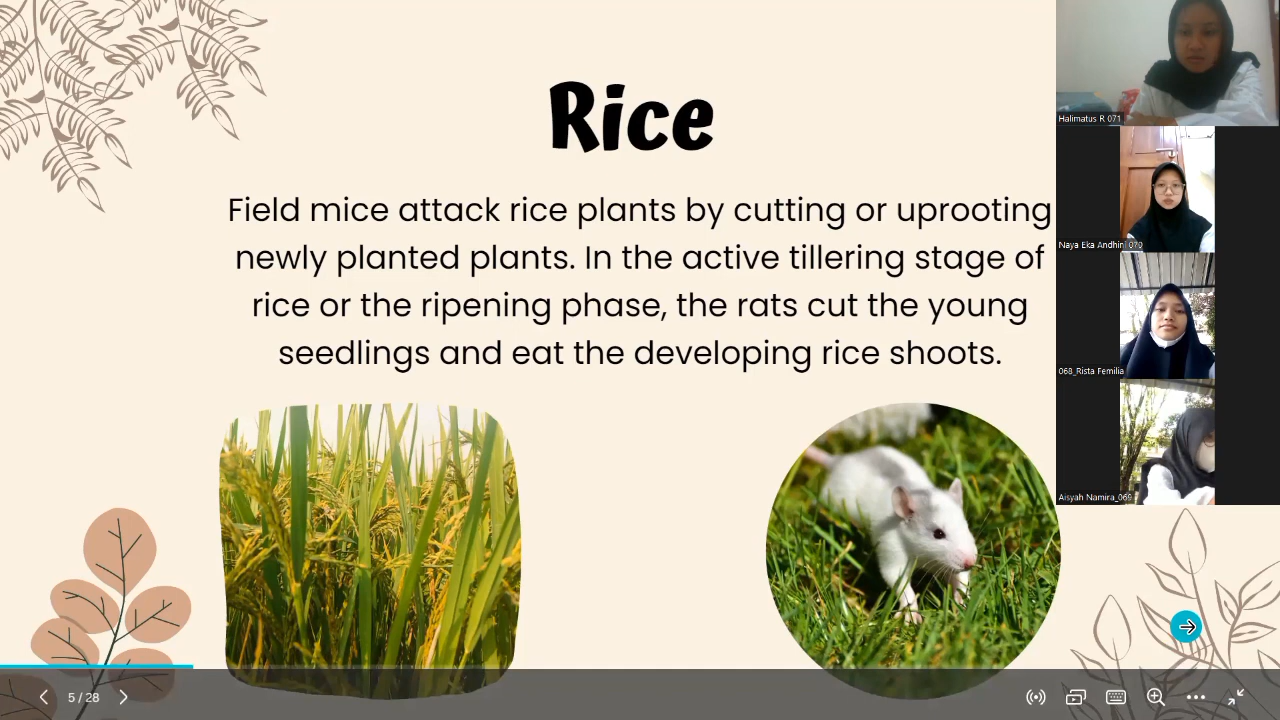 Rice
Field mice attack rice plants by cutting or uprooting
newly planted plants. In the active tillering stage of
rice or the ripening phase, the rats cut the young
seedlings and eat the developing rice shoots.
Halimatus R 071
Naya Eka Andhini 070
068_Rista Femilia
Aisyah Namira_069
5 / 28